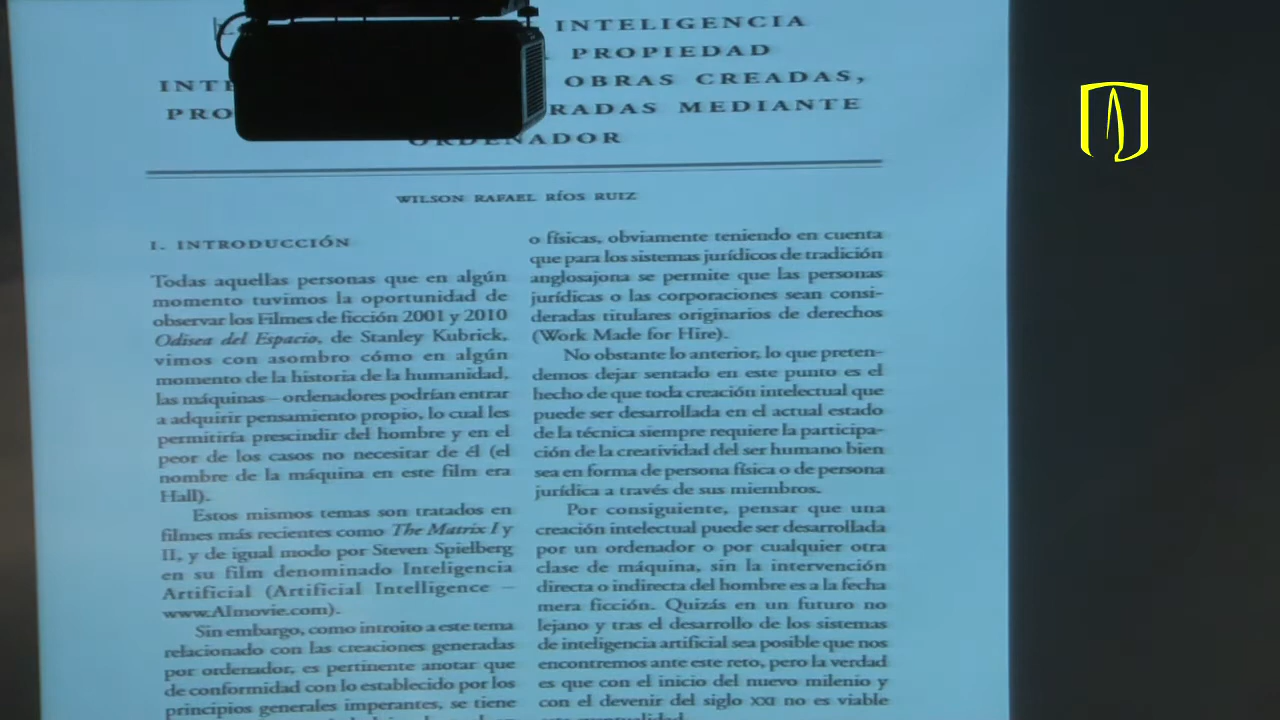 INTELIGENCIA
PROPIEDAD
OBRAS CREADAS,
MEDIANTE
ORDENADOR
WILSON RAFAEL RÍOS RUIZ
I. INTRODUCCIÓN
Todas aquellas personas que en algún
momento tuvimos la oportunidad de
observar los Filmes de ficción 2001 y 2010
Odisea del Espacio, de Stanley Kubrick,
vimos con asombro cómo en algún
momento de la historia de la humanidad,
las máquinas – ordenadores podrían entrar
a adquirir pensamiento propio, lo cual les
permitiría prescindir del hombre y en el
peor de los casos no necesitar de él (el
nombre de la máquina en este film era
Hall).
Estos mismos temas son tratados en
filmes más recientes como The Matrix I y
II, y de igual modo por Steven Spielberg
en su film denominado Inteligencia
Artificial (Artificial Intelligence –
www.AImovie.com).
Sin embargo, como introito a este tema
relacionado con las creaciones generadas
por ordenador, es pertinente anotar que
de conformidad con lo establecido por los
principios generales imperantes, se tiene
o físicas, obviamente teniendo en cuenta
que para los sistemas jurídicos de tradición
anglosajona se permite que las personas
jurídicas o las corporaciones sean consi-
deradas titulares originarios de derechos
(Work Made for Hire).
No obstante lo anterior, lo que preten-
demos dejar sentado en este punto es el
hecho de que toda creación intelectual que
puede ser desarrollada en el actual estado
de la técnica siempre requiere la participa-
ción de la creatividad del ser humano bien
sea en forma de persona física o de persona
jurídica a través de sus miembros.
Por consiguiente, pensar que una
creación intelectual puede ser desarrollada
por un ordenador o por cualquier otra
clase de máquina, sin la intervención
directa o indirecta del hombre es a la fecha
mera ficción. Quizás en un futuro no
lejano y tras el desarrollo de los sistemas
de inteligencia artificial sea posible que nos
encontremos ante este reto, pero la verdad
es que con el inicio del nuevo milenio y
con el devenir del siglo XXI no es viable